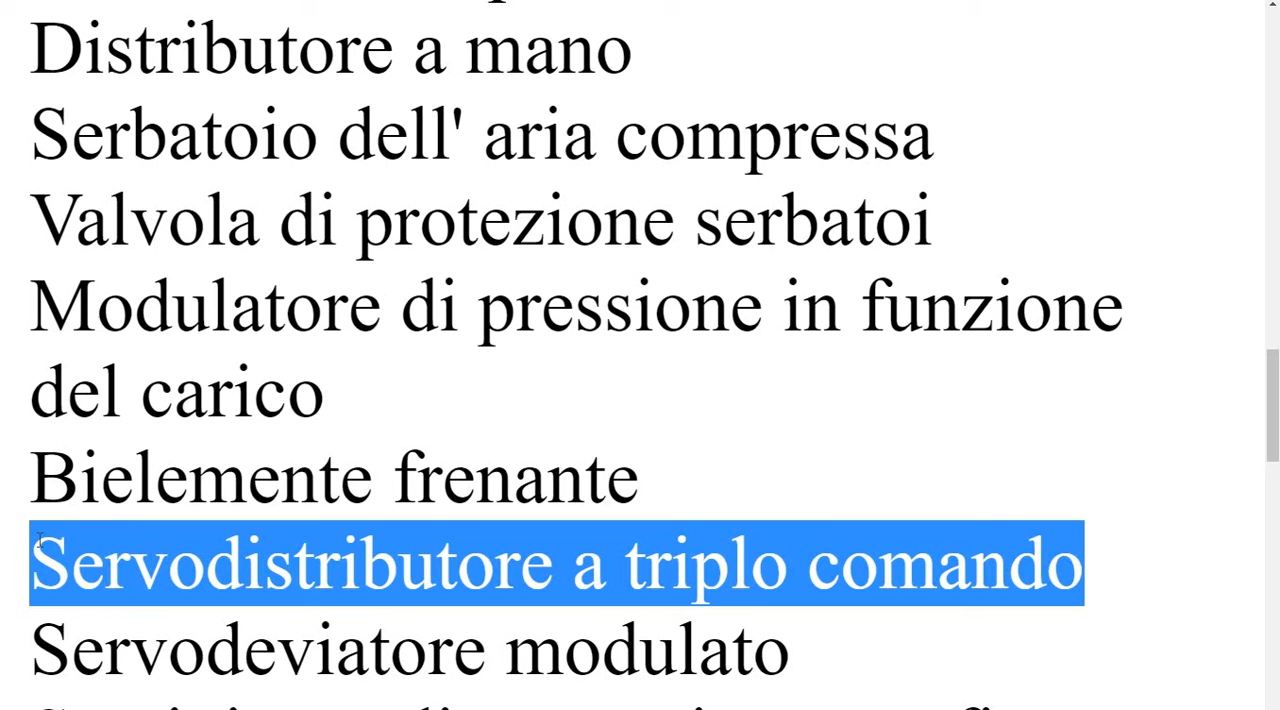 Distributore a mano
Serbatoio dell' aria compressa
Valvola di protezione serbatoi
Modulatore di pressione in funzione
del carico
Bielemente frenante
Servodistributore a triplo comando
Servodeviatore modulato